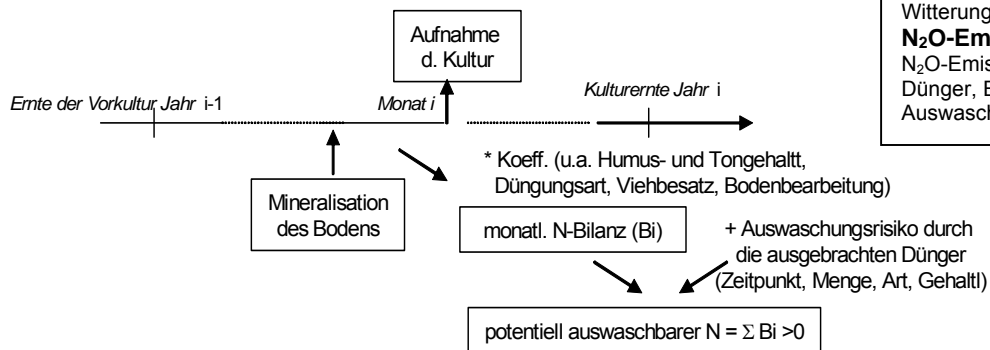 Aufnahme
d. Kultur
Witterung
N₂O-Em
N₂O-Emis
Dünger, B
Auswasch
Ernte der Vorkultur Jahr i-1
Monat i
Kulturernte Jahr i
* Koeff. (u.a. Humus- und Tongehaltt,
Düngungsart, Viehbesatz, Bodenbearbeitung)
Mineralisation
des Bodens
monatl. N-Bilanz (Bi)
+ Auswaschungsrisiko durch
die ausgebrachten Dünger
(Zeitpunkt, Menge, Art, Gehaltl)
potentiell auswaschbarer N = Σ Bi >0